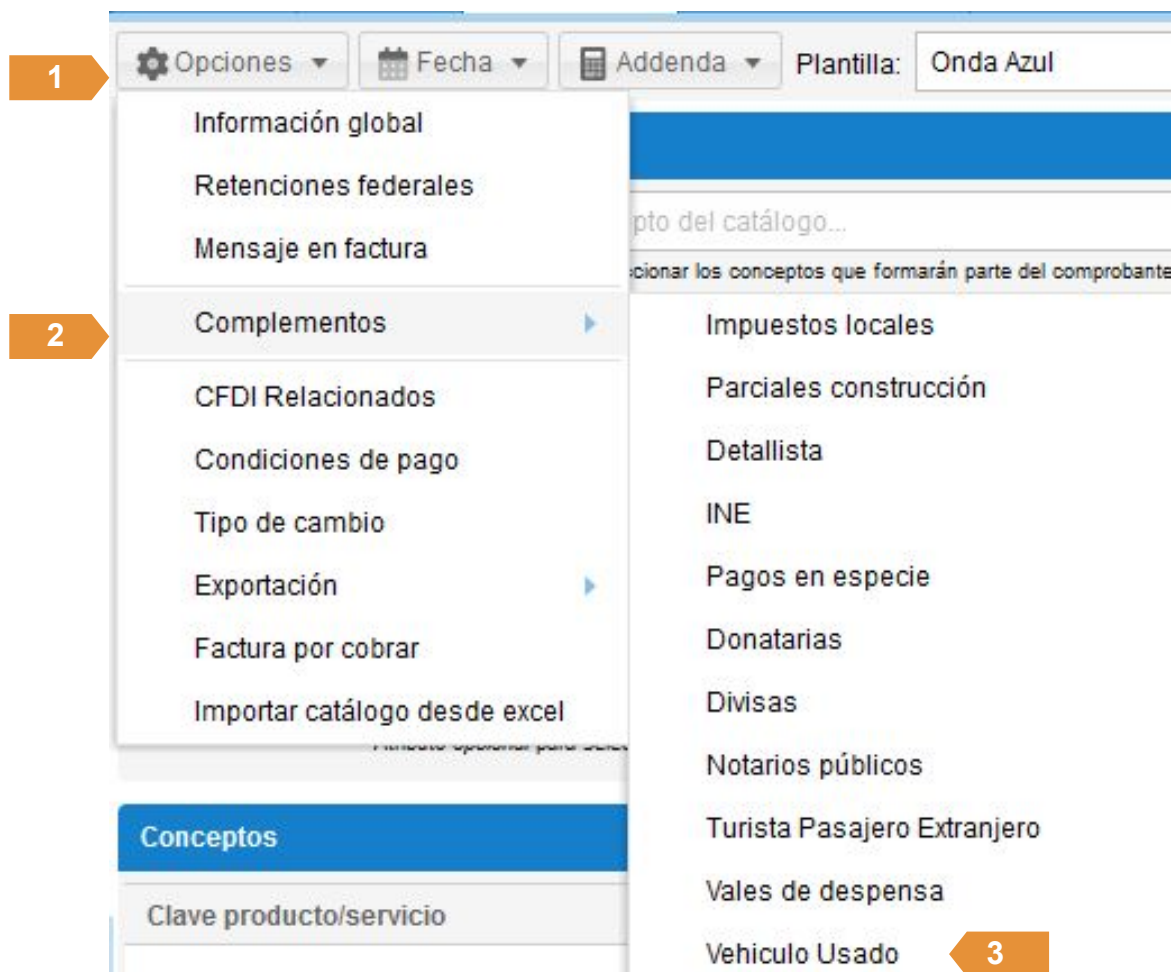 Opciones Fecha Addenda Plantilla: Onda Azul
1
Información global
Retenciones federales
Mensaje en factura
pto del catálogo...
cionar los conceptos que formarán parte del comprobante
2
Complementos
CFDI Relacionados
Condiciones de pago
Tipo de cambio
Exportación
Factura por cobrar
Importar catálogo desde excel
Impuestos locales
Parciales construcción
Detallista
INE
Pagos en especie
Donatarias
Divisas
Notarios públicos
Turista Pasajero Extranjero
Vales de despensa
Vehiculo Usado
3
Conceptos
Clave producto/servicio